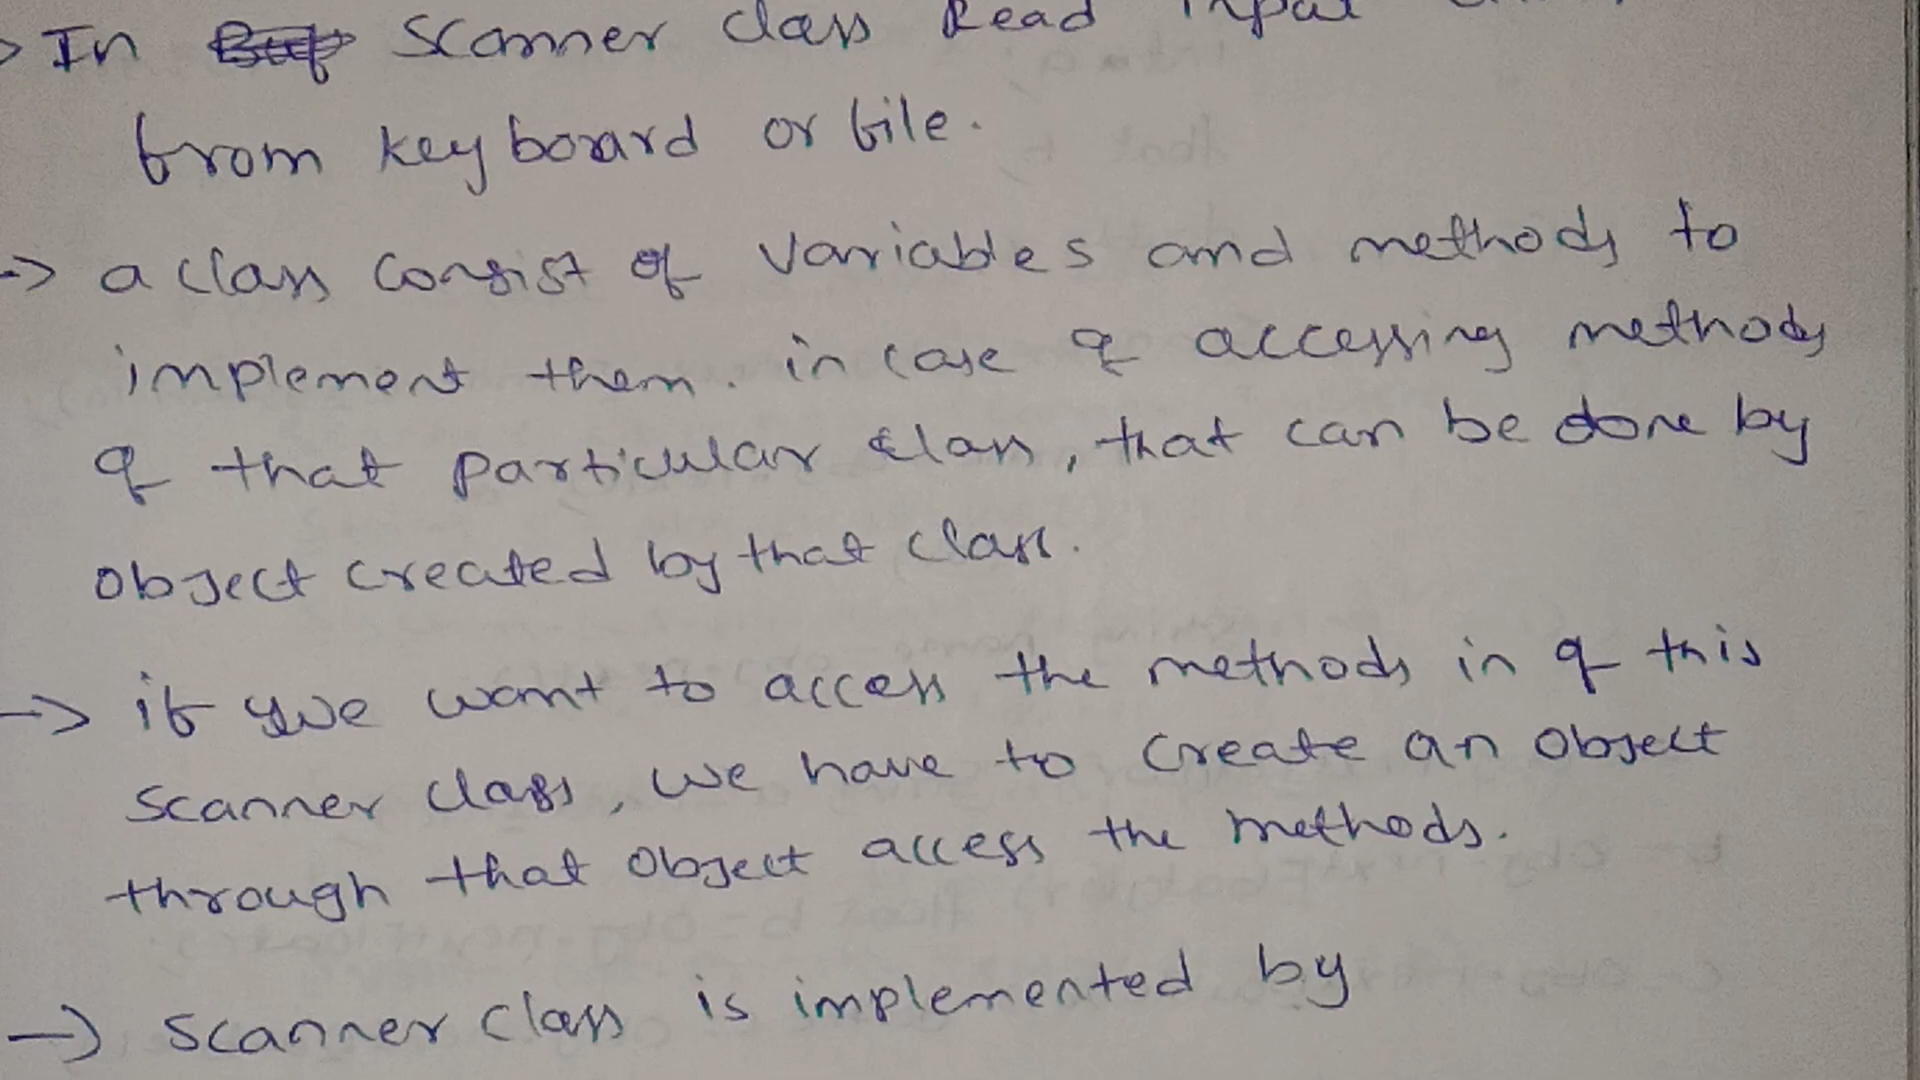 → In Scanner class Read input
from keyboard or file.
→ a class consist of variables and methods to
implement them. in case of accessing methods
of that particular class, that can be done by
object created by that class.
→ if we want to access the methods in of this
scanner class, we have to create an object
through that object access the methods.
→ scanner class is implemented by